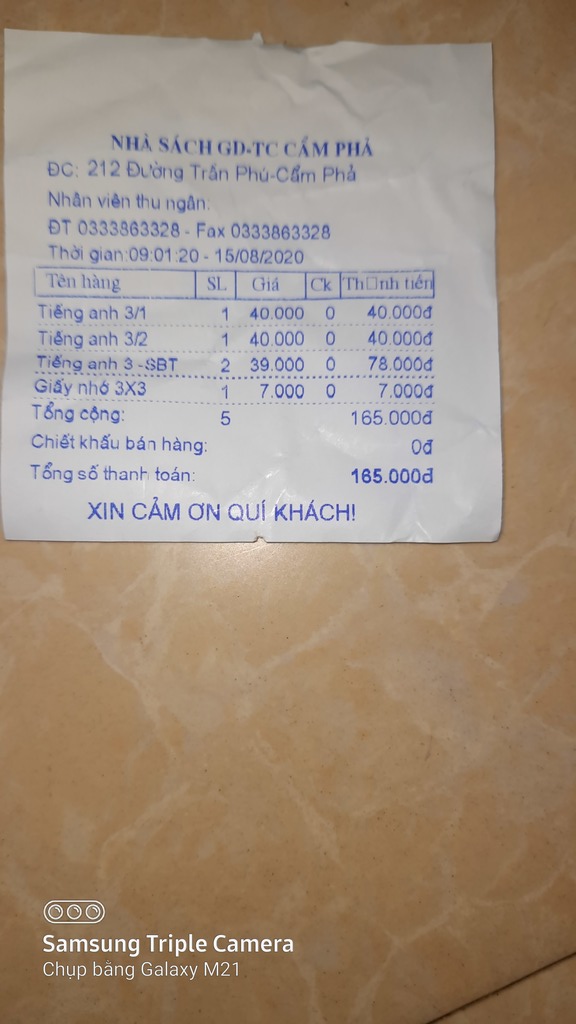 NHÀ SÁCH GD-TC CẨM PHẢ
ĐC: 212 Đường Trần Phú-Cẩm Phả
Nhân viên thu ngân:
ĐT 0333863328 - Fax 0333863328
Thời gian:09:01:20 - 15/08/2020
Tên hàng SL Giá Ck Th□nh tiền
Tiếng anh 3/1 1 40.000 0 40.000đ
Tiếng anh 3/2 1 40.000 0 40.000đ
Tiếng anh 3 -SBT 2 39.000 0 78.000đ
Giấy nhớ 3X3 1 7.000 0 7.000đ
Tổng cộng: 5 165.000đ
Chiết khấu bán hàng: 0đ
Tổng số thanh toán: 165.000đ
XIN CẢM ƠN QUÍ KHÁCH!
Samsung Triple Camera
Chụp bằng Galaxy M21